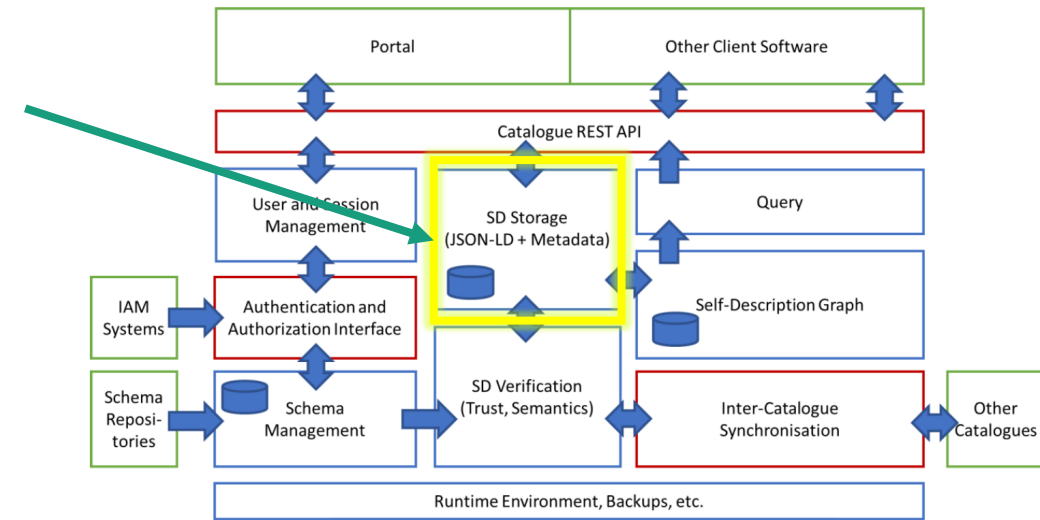 Portal
Other Client Software
Catalogue REST API
User and Session
Management
SD Storage
(JSON-LD + Metadata)
Query
IAM
Systems
Authentication and
Authorization Interface
Self-Description Graph
Schema
Reposi-
tories
Schema
Management
SD Verification
(Trust, Semantics)
Inter-Catalogue
Synchronisation
Other
Catalogues
Runtime Environment, Backups, etc.